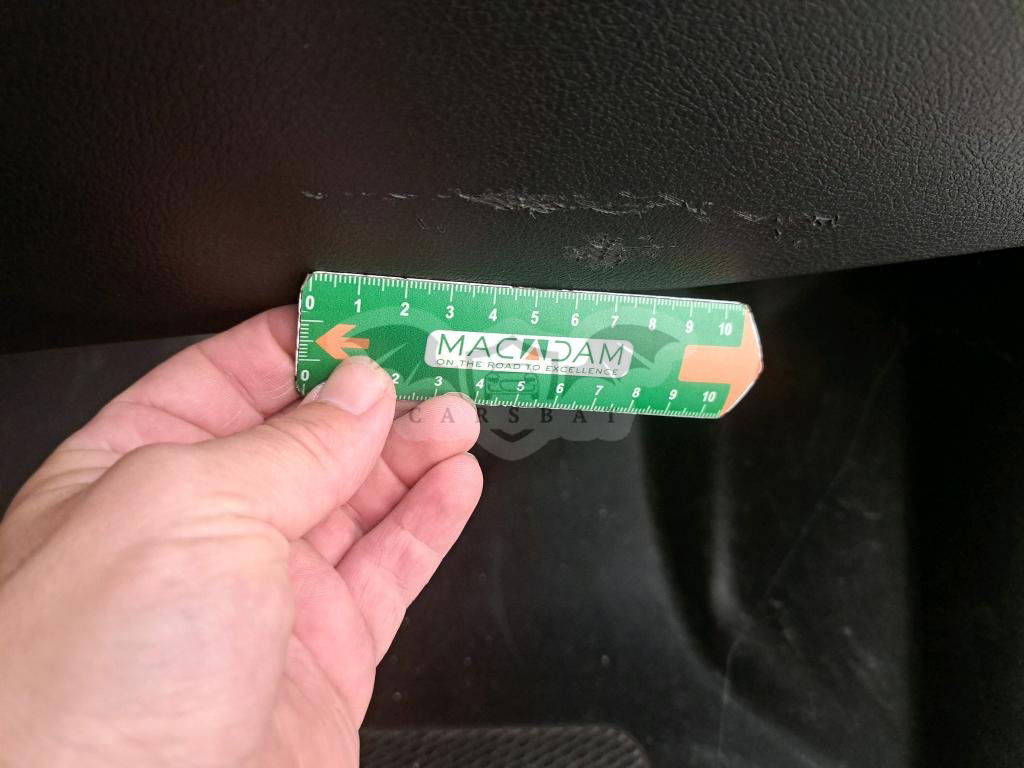 0 1 2 3 4 5 6 7 8 9 10
MACADAM
ON THE ROAD TO EXCELLENCE
0 2 3 4 5 6 7 8 9 10
CARSBAT